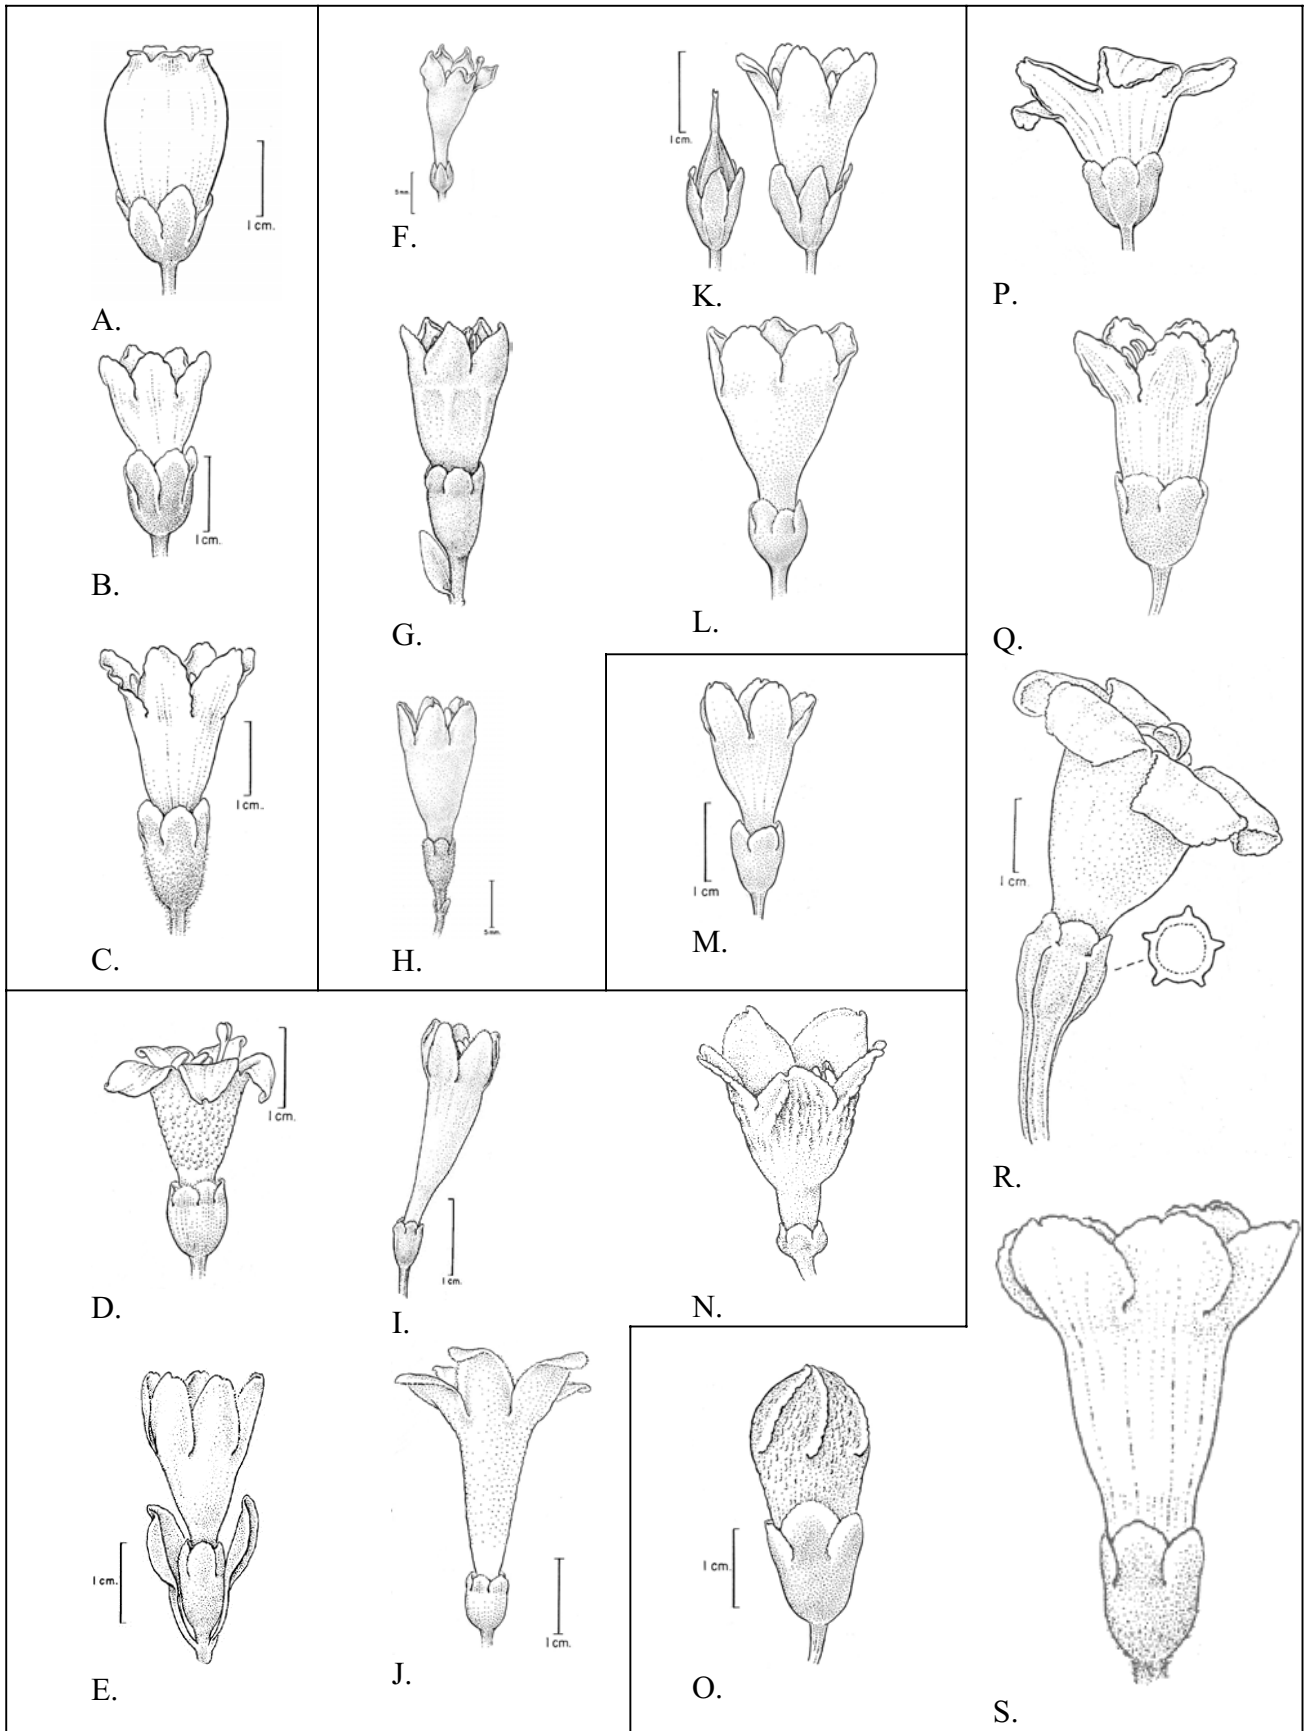 1 cm.
A.
1 cm.
B.
1 cm.
C.
5 mm.
F.
G.
5 mm.
H.
1 cm.
K.
L.
1 cm
M.
P.
Q.
1 cm.
R.
1 cm.
D.
1 cm.
I.
N.
1 cm.
E.
1 cm.
J.
1 cm.
O.
S.